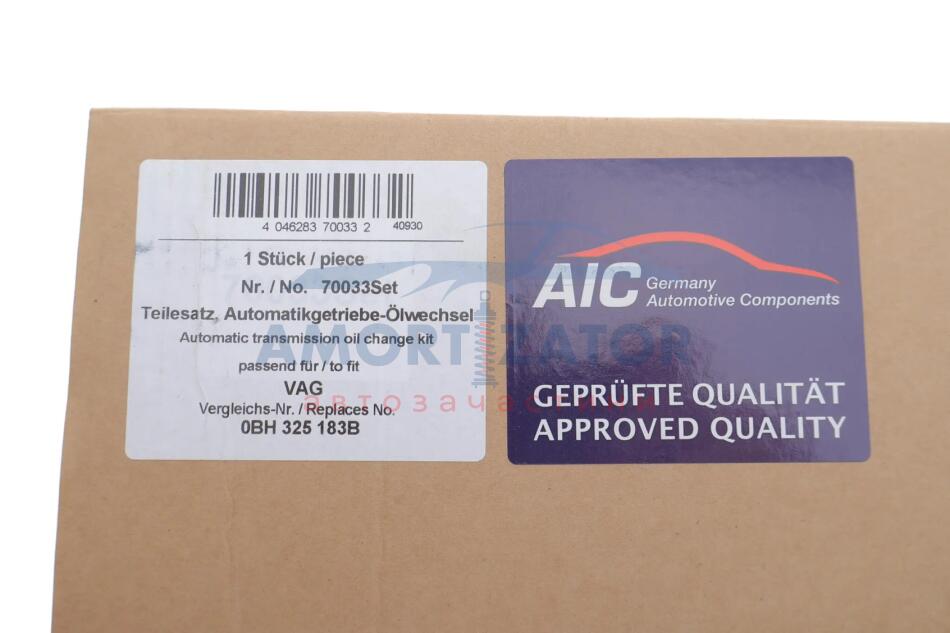 4 046283 70033 2 40930
1 Stück / piece
Nr. / No. 70033Set
Teilesatz, Automatikgetriebe-Ölwechsel
Automatic transmission oil change kit
passend für / to fit
VAG
Vergleichs-Nr. / Replaces No.
0BH 325 183B
AIC Germany
Automotive Components
GEPRÜFTE QUALITÄT
APPROVED QUALITY
AMORTIZATOR
автозачастини